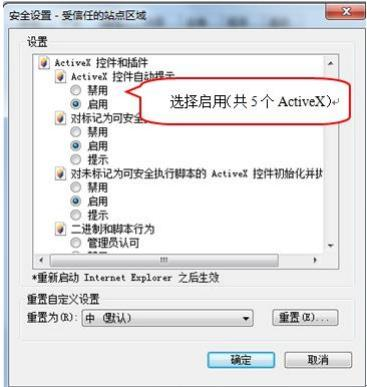 安全设置 - 受信任的站点区域
设置
ActiveX 控件和插件
ActiveX 控件自动提示
禁用
启用
选择启用（共 5 个 ActiveX）
对标记为可安全
禁用
启用
提示
对未标记为可安全执行脚本的 ActiveX 控件初始化并执
禁用
启用
提示
二进制和脚本行为
管理员认可
*重新启动 Internet Explorer 之后生效
重置自定义设置
重置为(R): 中（默认） 重置(E)...
确定 取消